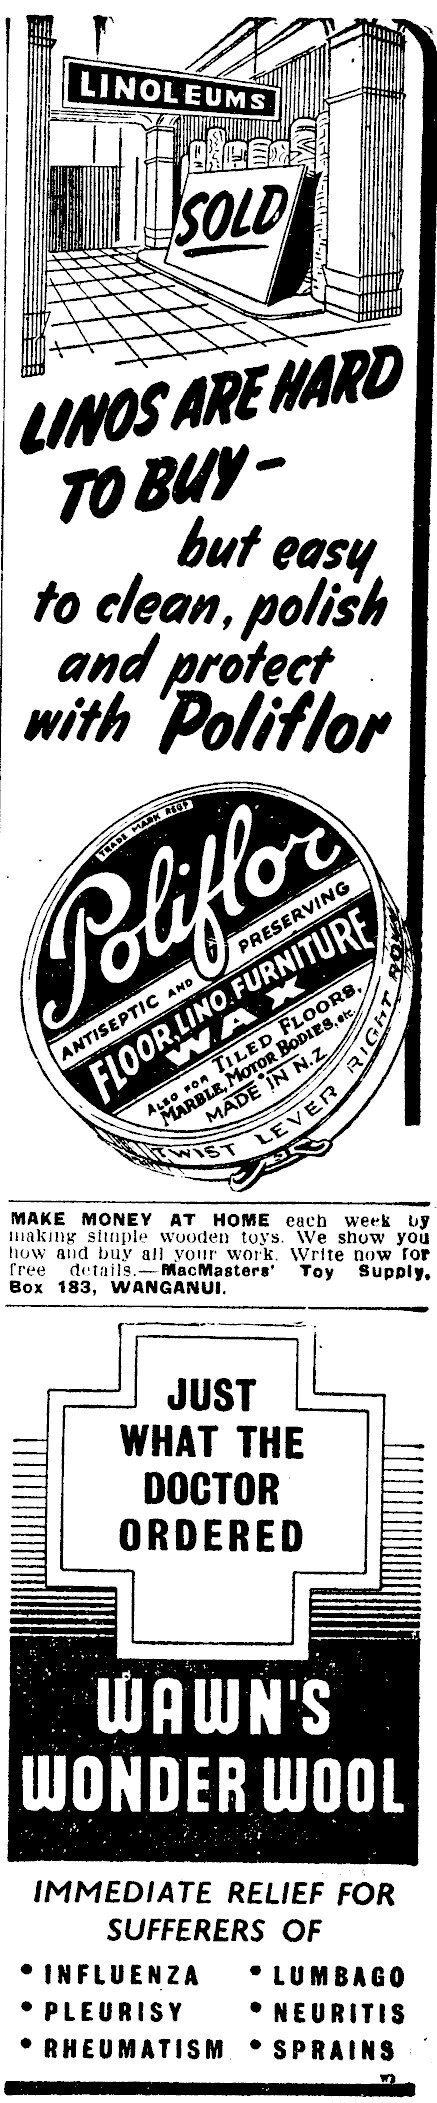 LINOLEUMS
SOLD
LINOS ARE HARD
TO BUY -
but easy
to clean, polish
and protect
with Poliflor
TRADE MARK REGD
Poliflor
ANTISEPTIC AND PRESERVING
FLOOR, LINO, FURNITURE
WAX
ALSO FOR TILED FLOORS,
MARBLE, MOTOR BODIES, etc.
MADE IN N.Z.
TWIST LEVER RIGHT ROUND
MAKE MONEY AT HOME each week by
making simple wooden toys. We show you
how and buy all your work. Write now for
free details.—MacMasters' Toy Supply,
Box 183, WANGANUI.
JUST
WHAT THE
DOCTOR
ORDERED
WAWN'S
WONDER WOOL
IMMEDIATE RELIEF FOR
SUFFERERS OF
• INFLUENZA • LUMBAGO
• PLEURISY • NEURITIS
• RHEUMATISM • SPRAINS
W3